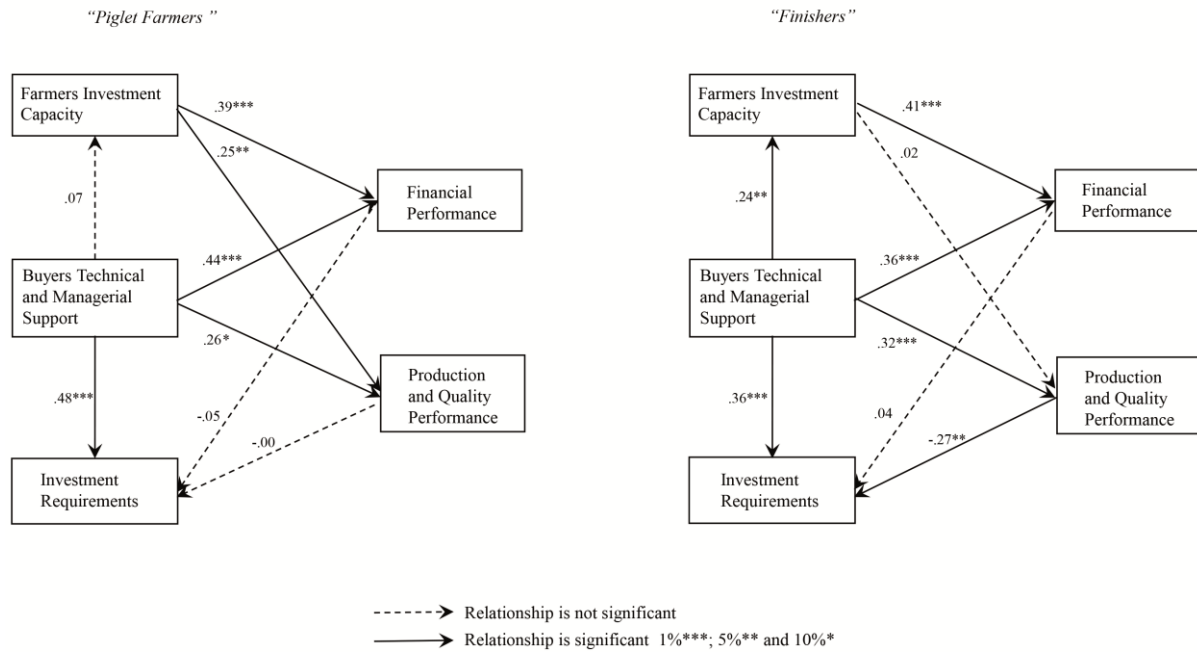 “Piglet Farmers ”
Farmers Investment
Capacity
.39***
.25**
.07
Financial
Performance
Buyers Technical
and Managerial
Support
.44***
.26*
.48***
Production
and Quality
Performance
-.05
-.00
Investment
Requirements
“Finishers”
Farmers Investment
Capacity
.41***
.02
.24**
Financial
Performance
Buyers Technical
and Managerial
Support
.36***
.32***
.36***
Production
and Quality
Performance
.04
-.27**
Investment
Requirements
Relationship is not significant
Relationship is significant 1%***; 5%** and 10%*